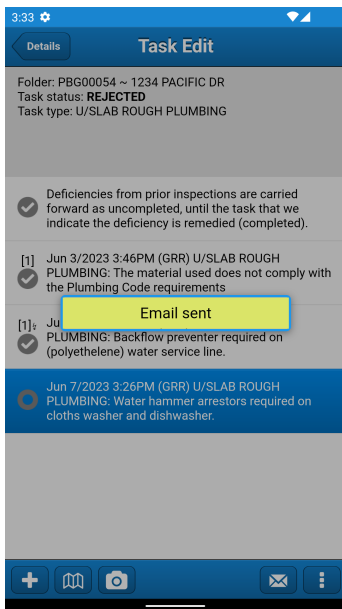 3:33
Details
Task Edit
Folder: PBG00054 ~ 1234 PACIFIC DR
Task status: REJECTED
Task type: U/SLAB ROUGH PLUMBING
Deficiencies from prior inspections are carried
forward as uncompleted, until the task that we
indicate the deficiency is remedied (completed).
[1]
Jun 3/2023 3:46PM (GRR) U/SLAB ROUGH
PLUMBING: The material used does not comply with
the Plumbing Code requirements
Email sent
[1]
PLUMBING: Backflow preventer required on
(polyethelene) water service line.
Jun 7/2023 3:26PM (GRR) U/SLAB ROUGH
PLUMBING: Water hammer arrestors required on
cloths washer and dishwasher.